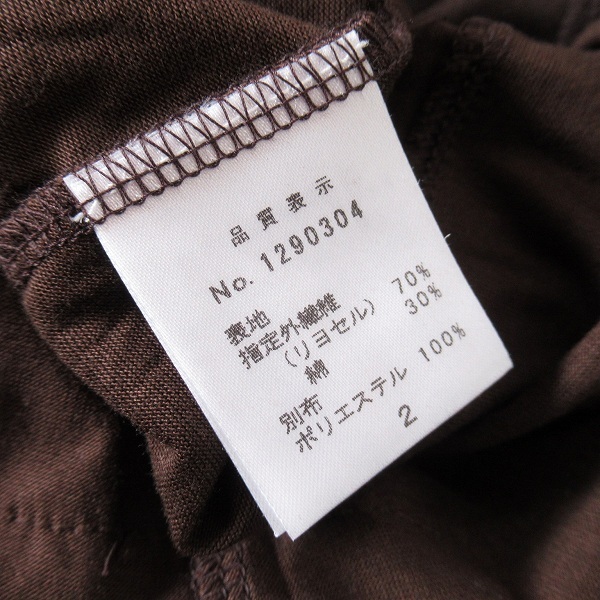 品質表示
No. 1290304
表地
指定外繊維 70%
(リヨセル)
綿 30%
別布
ポリエステル 100%
2